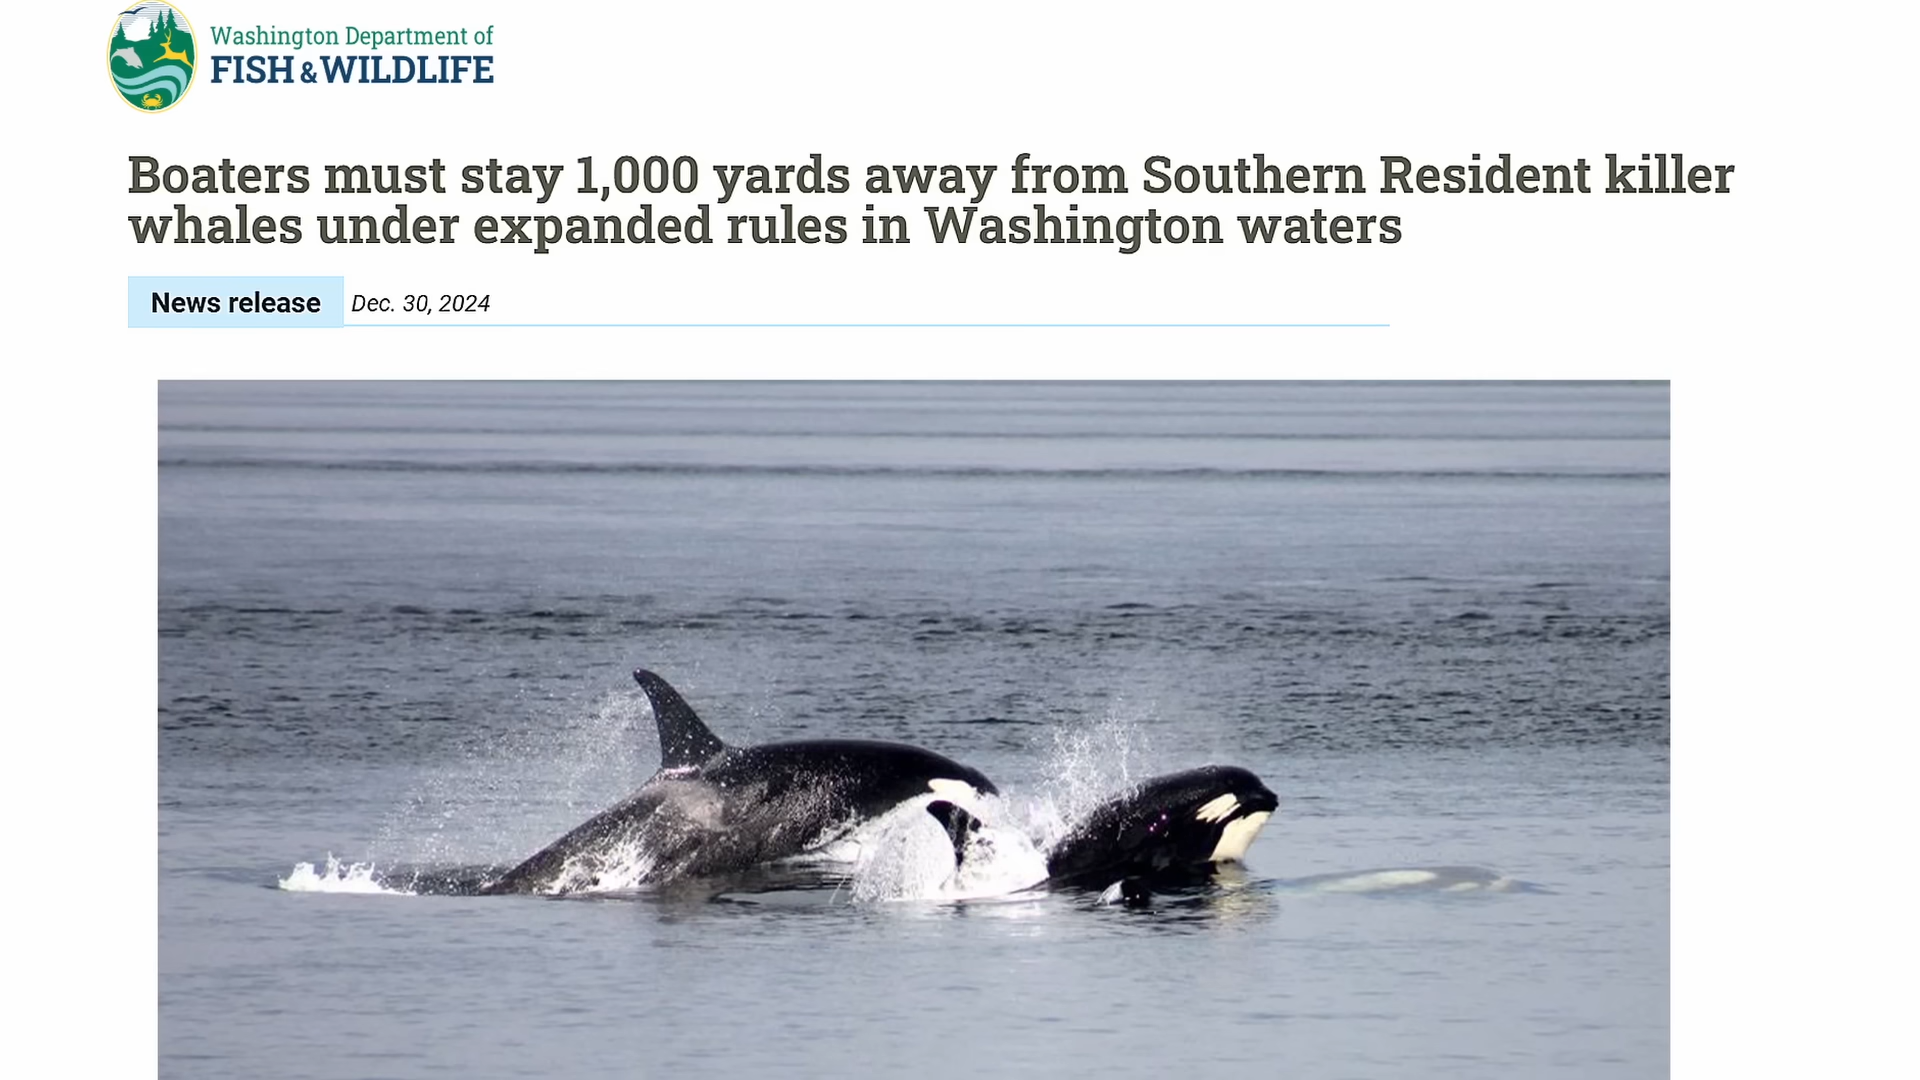 Washington Department of
FISH & WILDLIFE
Boaters must stay 1,000 yards away from Southern Resident killer
whales under expanded rules in Washington waters
News release Dec. 30, 2024